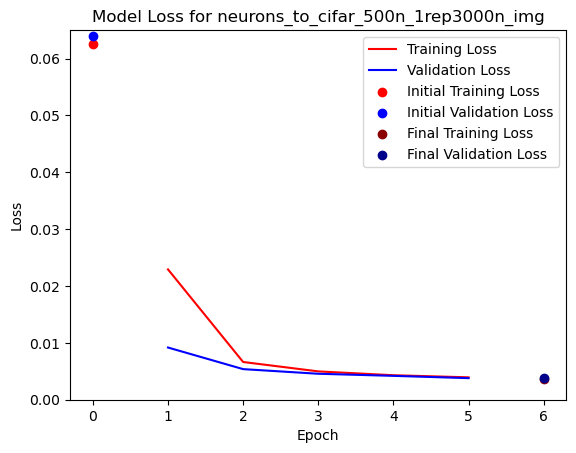 Model Loss for neurons_to_cifar_500n_1rep3000n_img
Training Loss
Validation Loss
Initial Training Loss
Initial Validation Loss
Final Training Loss
Final Validation Loss
Loss
0.06
0.05
0.04
0.03
0.02
0.01
0.00
0 1 2 3 4 5 6
Epoch